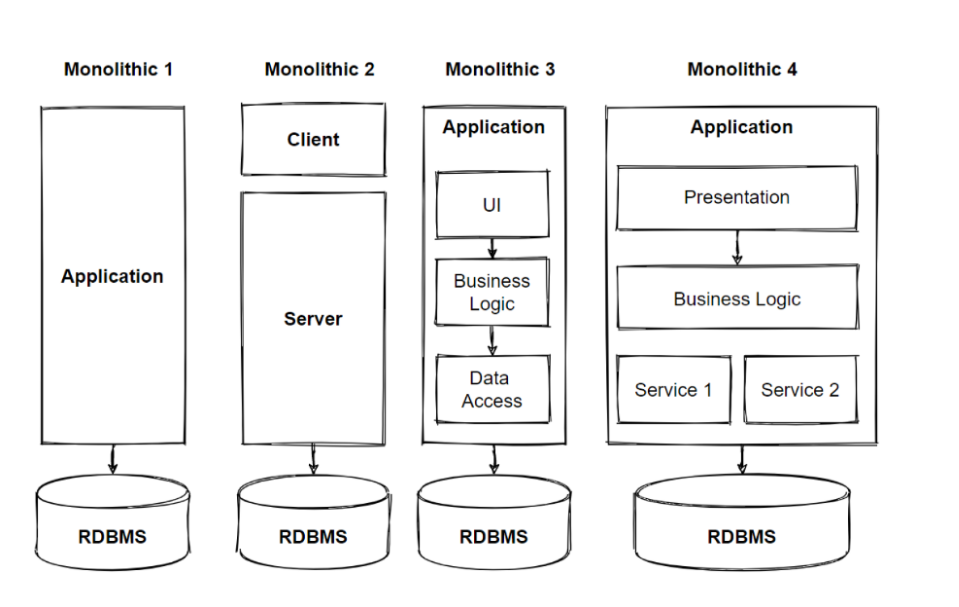 Monolithic 1
Monolithic 2
Monolithic 3
Monolithic 4
Application
RDBMS
Client
Server
RDBMS
Application
UI
Business
Logic
Data
Access
RDBMS
Application
Presentation
Business Logic
Service 1
Service 2
RDBMS